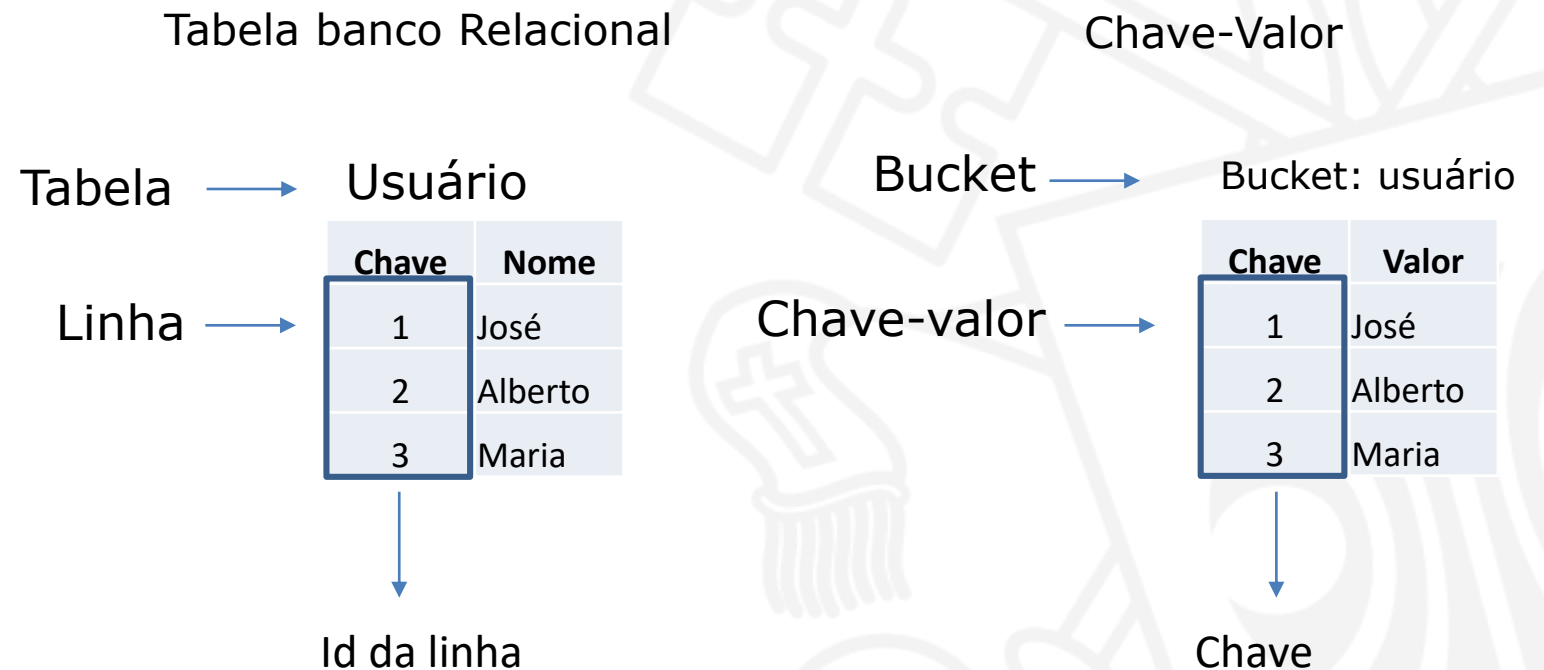 Tabela banco Relacional
Tabela
Usuário
Chave Nome
Linha
1 José
2 Alberto
3 Maria
Id da linha
Chave-Valor
Bucket
Bucket: usuário
Chave Valor
Chave-valor
1 José
2 Alberto
3 Maria
Chave